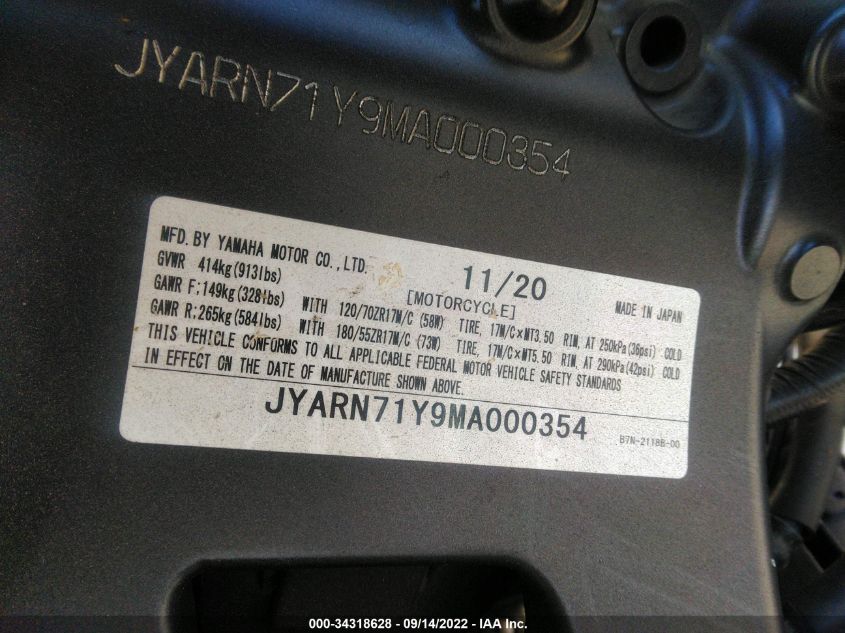 JYARN71Y9MA000354
MFD. BY YAMAHA MOTOR CO.,LTD. 11/20 MADE IN JAPAN
GVWR 414kg(913lbs) [MOTORCYCLE]
GAWR F:149kg(328lbs) WITH 120/70ZR17M/C (58W) TIRE, 17M/C×MT3.50 RIM, AT 250kPa(36psi) COLD
GAWR R:265kg(584lbs) WITH 180/55ZR17M/C (73W) TIRE, 17M/C×MT5.50 RIM, AT 290kPa(42psi) COLD
THIS VEHICLE CONFORMS TO ALL APPLICABLE FEDERAL MOTOR VEHICLE SAFETY STANDARDS
IN EFFECT ON THE DATE OF MANUFACTURE SHOWN ABOVE.
JYARN71Y9MA000354
B7N-2118B-00
000-34318628 - 09/14/2022 - IAA Inc.